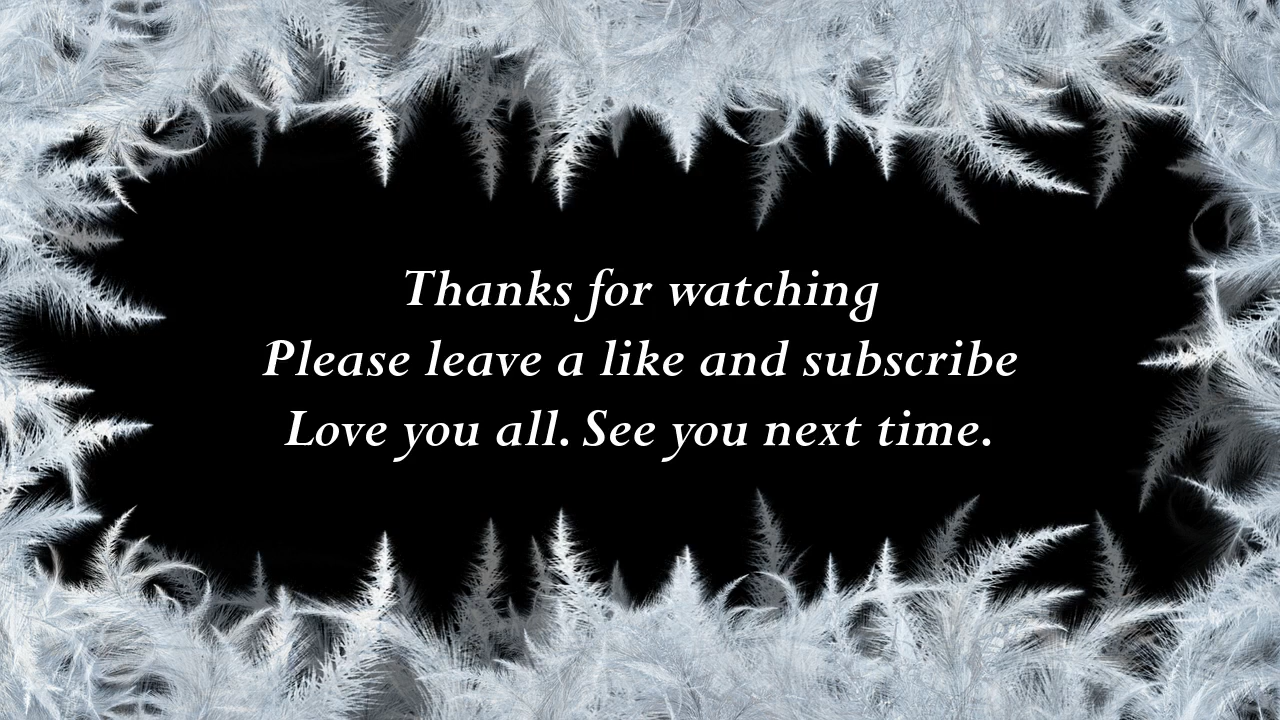 Thanks for watching
Please leave a like and subscribe
Love you all. See you next time.